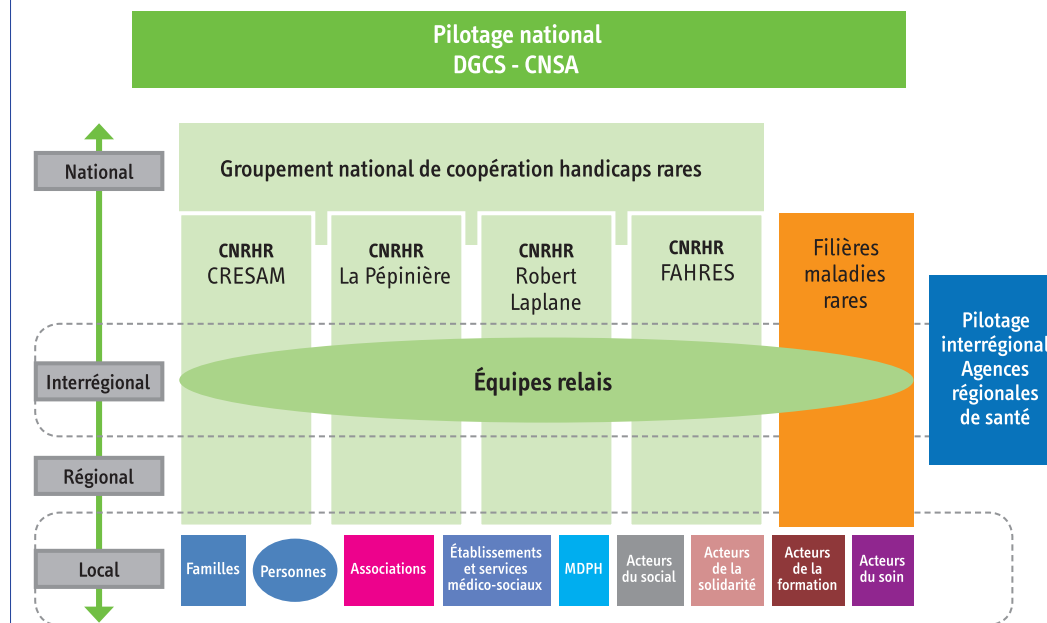 Pilotage national
DGCS - CNSA
National
Groupement national de coopération handicaps rares
CNRHR
CRESAM
CNRHR
La Pépinière
CNRHR
Robert
Laplane
CNRHR
FAHRES
Filières
maladies
rares
Pilotage
interrégional
Agences
régionales
de santé
Interrégional
Équipes relais
Régional
Local
Familles
Personnes
Associations
Établissements
et services
médico-sociaux
MDPH
Acteurs
du social
Acteurs
de la
solidarité
Acteurs
de la
formation
Acteurs
du soin